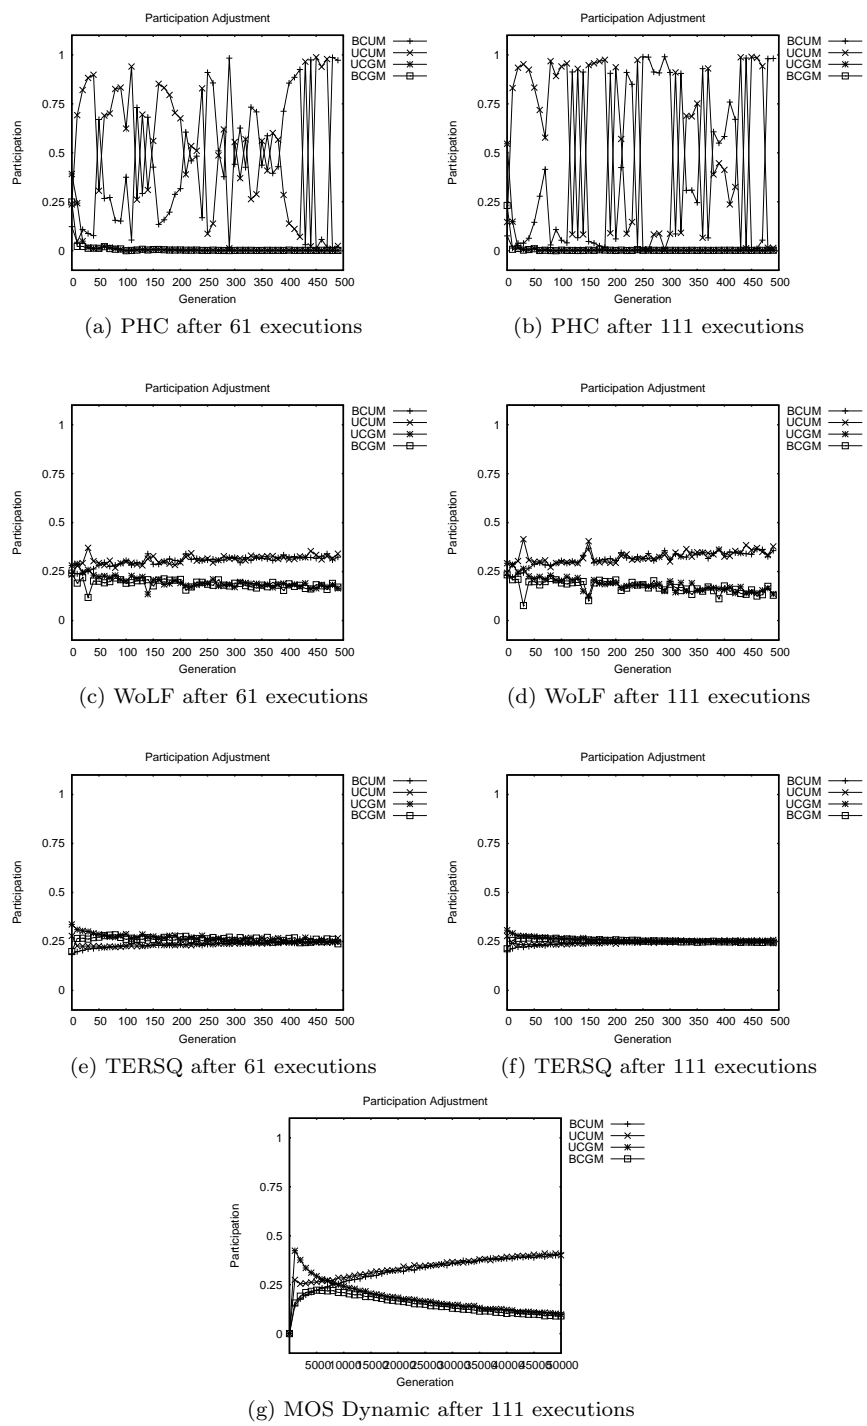 Participation Adjustment
1
0.75
0.5
0.25
0
Participation
0 50 100 150 200 250 300 350 400 450 500
Generation
BCUM
UCUM
UCGM
BCGM
(a) PHC after 61 executions
Participation Adjustment
1
0.75
0.5
0.25
0
Participation
0 50 100 150 200 250 300 350 400 450 500
Generation
BCUM
UCUM
UCGM
BCGM
(b) PHC after 111 executions
Participation Adjustment
1
0.75
0.5
0.25
0
Participation
0 50 100 150 200 250 300 350 400 450 500
Generation
BCUM
UCUM
UCGM
BCGM
(c) WoLF after 61 executions
Participation Adjustment
1
0.75
0.5
0.25
0
Participation
0 50 100 150 200 250 300 350 400 450 500
Generation
BCUM
UCUM
UCGM
BCGM
(d) WoLF after 111 executions
Participation Adjustment
1
0.75
0.5
0.25
0
Participation
0 50 100 150 200 250 300 350 400 450 500
Generation
BCUM
UCUM
UCGM
BCGM
(e) TERSQ after 61 executions
Participation Adjustment
1
0.75
0.5
0.25
0
Participation
0 50 100 150 200 250 300 350 400 450 500
Generation
BCUM
UCUM
UCGM
BCGM
(f) TERSQ after 111 executions
Participation Adjustment
1
0.75
0.5
0.25
0
Participation
5000 10000 15000 20000 25000 30000 35000 40000 45000 50000
Generation
BCUM
UCUM
UCGM
BCGM
(g) MOS Dynamic after 111 executions